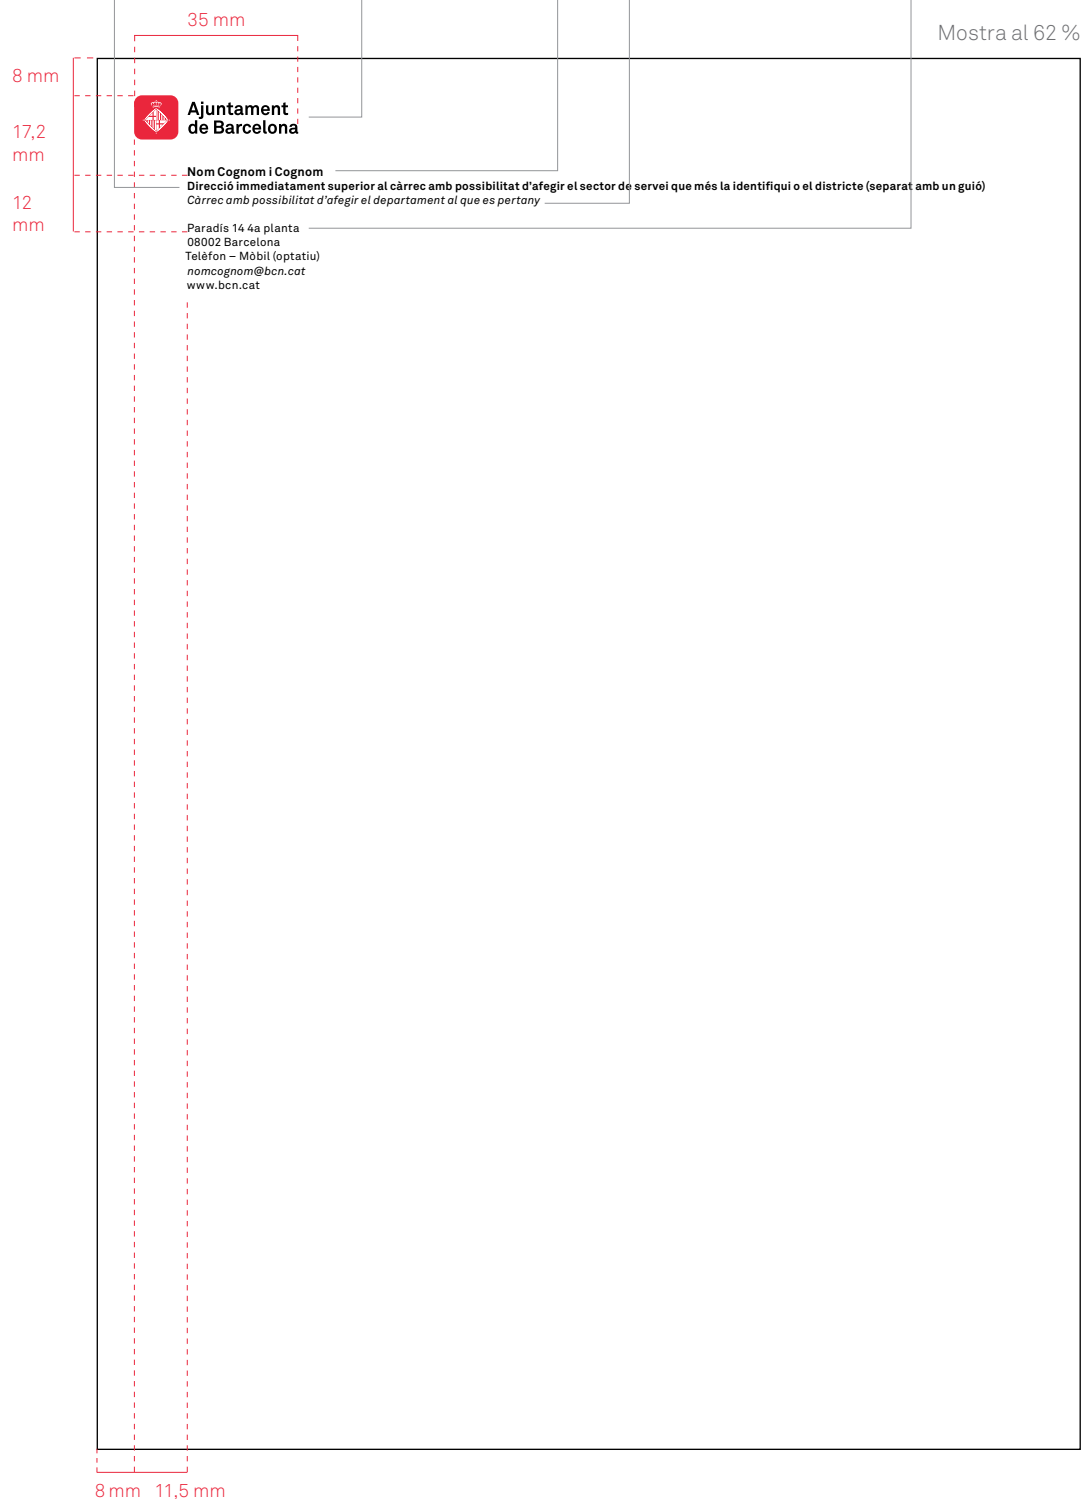 35 mm
Mostra al 62 %
8 mm
17,2
mm
12
mm
Ajuntament
de Barcelona
Nom Cognom i Cognom
Direcció immediatament superior al càrrec amb possibilitat d’afegir el sector de servei que més la identifiqui o el districte (separat amb un guió)
Càrrec amb possibilitat d’afegir el departament al que es pertany
Paradís 14 4a planta
08002 Barcelona
Telèfon – Mòbil (optatiu)
nomcognom@bcn.cat
www.bcn.cat
8 mm 11,5 mm